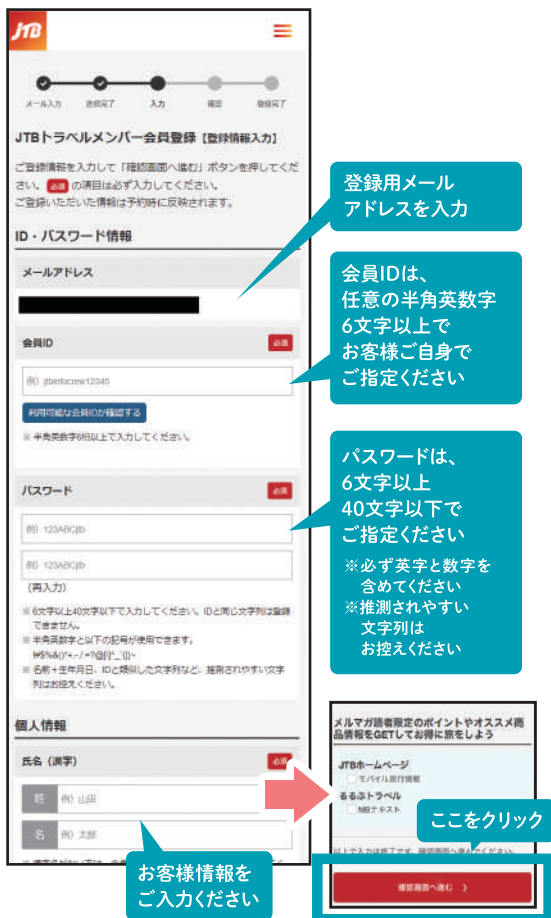 JTB
メール入力 送信完了 入力 確認 登録完了
JTBトラベルメンバー会員登録【登録情報入力】
ご登録情報を入力して「確認画面へ進む」ボタンを押してくだ
さい。必須 の項目は必ず入力してください。
ご登録いただいた情報は予約時に反映されます。
ID・パスワード情報
メールアドレス
登録用メール
アドレスを入力
会員ID 必須
例) jtbinfocrew12345
利用可能な会員IDか確認する
※ 半角英数字6桁以上で入力してください。
会員IDは、
任意の半角英数字
6文字以上で
お客様ご自身で
ご指定ください
パスワード 必須
例) 123ABCjtb
例) 123ABCjtb
(再入力)
※ 6文字以上40文字以下で入力してください。IDと同じ文字列は登録
できません。
※ 半角英数字と以下の記号が使用できます。
※ 名前+生年月日、IDと類似した文字列など、推測されやすい文字
列はお控えください。
パスワードは、
6文字以上
40文字以下で
ご指定ください
※必ず英字と数字を
含めてください
※推測されやすい
文字列は
お控えください
個人情報
氏名(漢字) 必須
姓 例) 山田
名 例) 太郎
お客様情報を
ご入力ください
メルマガ読者限定のポイントやオススメ商
品情報をGETしてお得に旅をしよう
JTBホームページ
モバイル旅行情報
るるぶトラベル
MBテキスト
ここをクリック
以上で入力は終了です。確認画面へ進んでください。
確認画面へ進む 〉